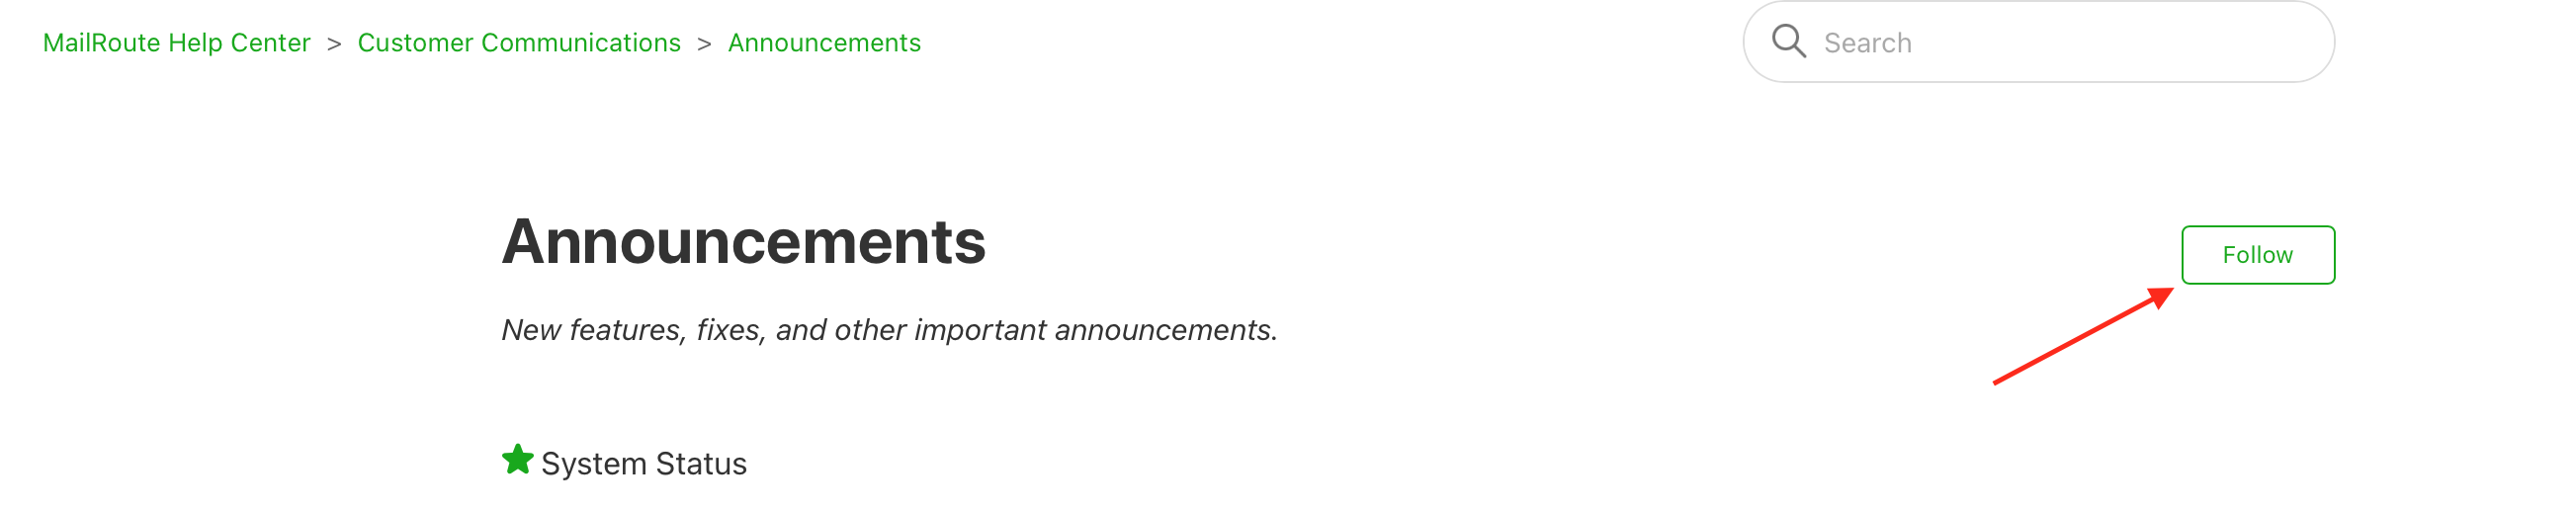 MailRoute Help Center > Customer Communications > Announcements
Search
Announcements
Follow
New features, fixes, and other important announcements.
System Status